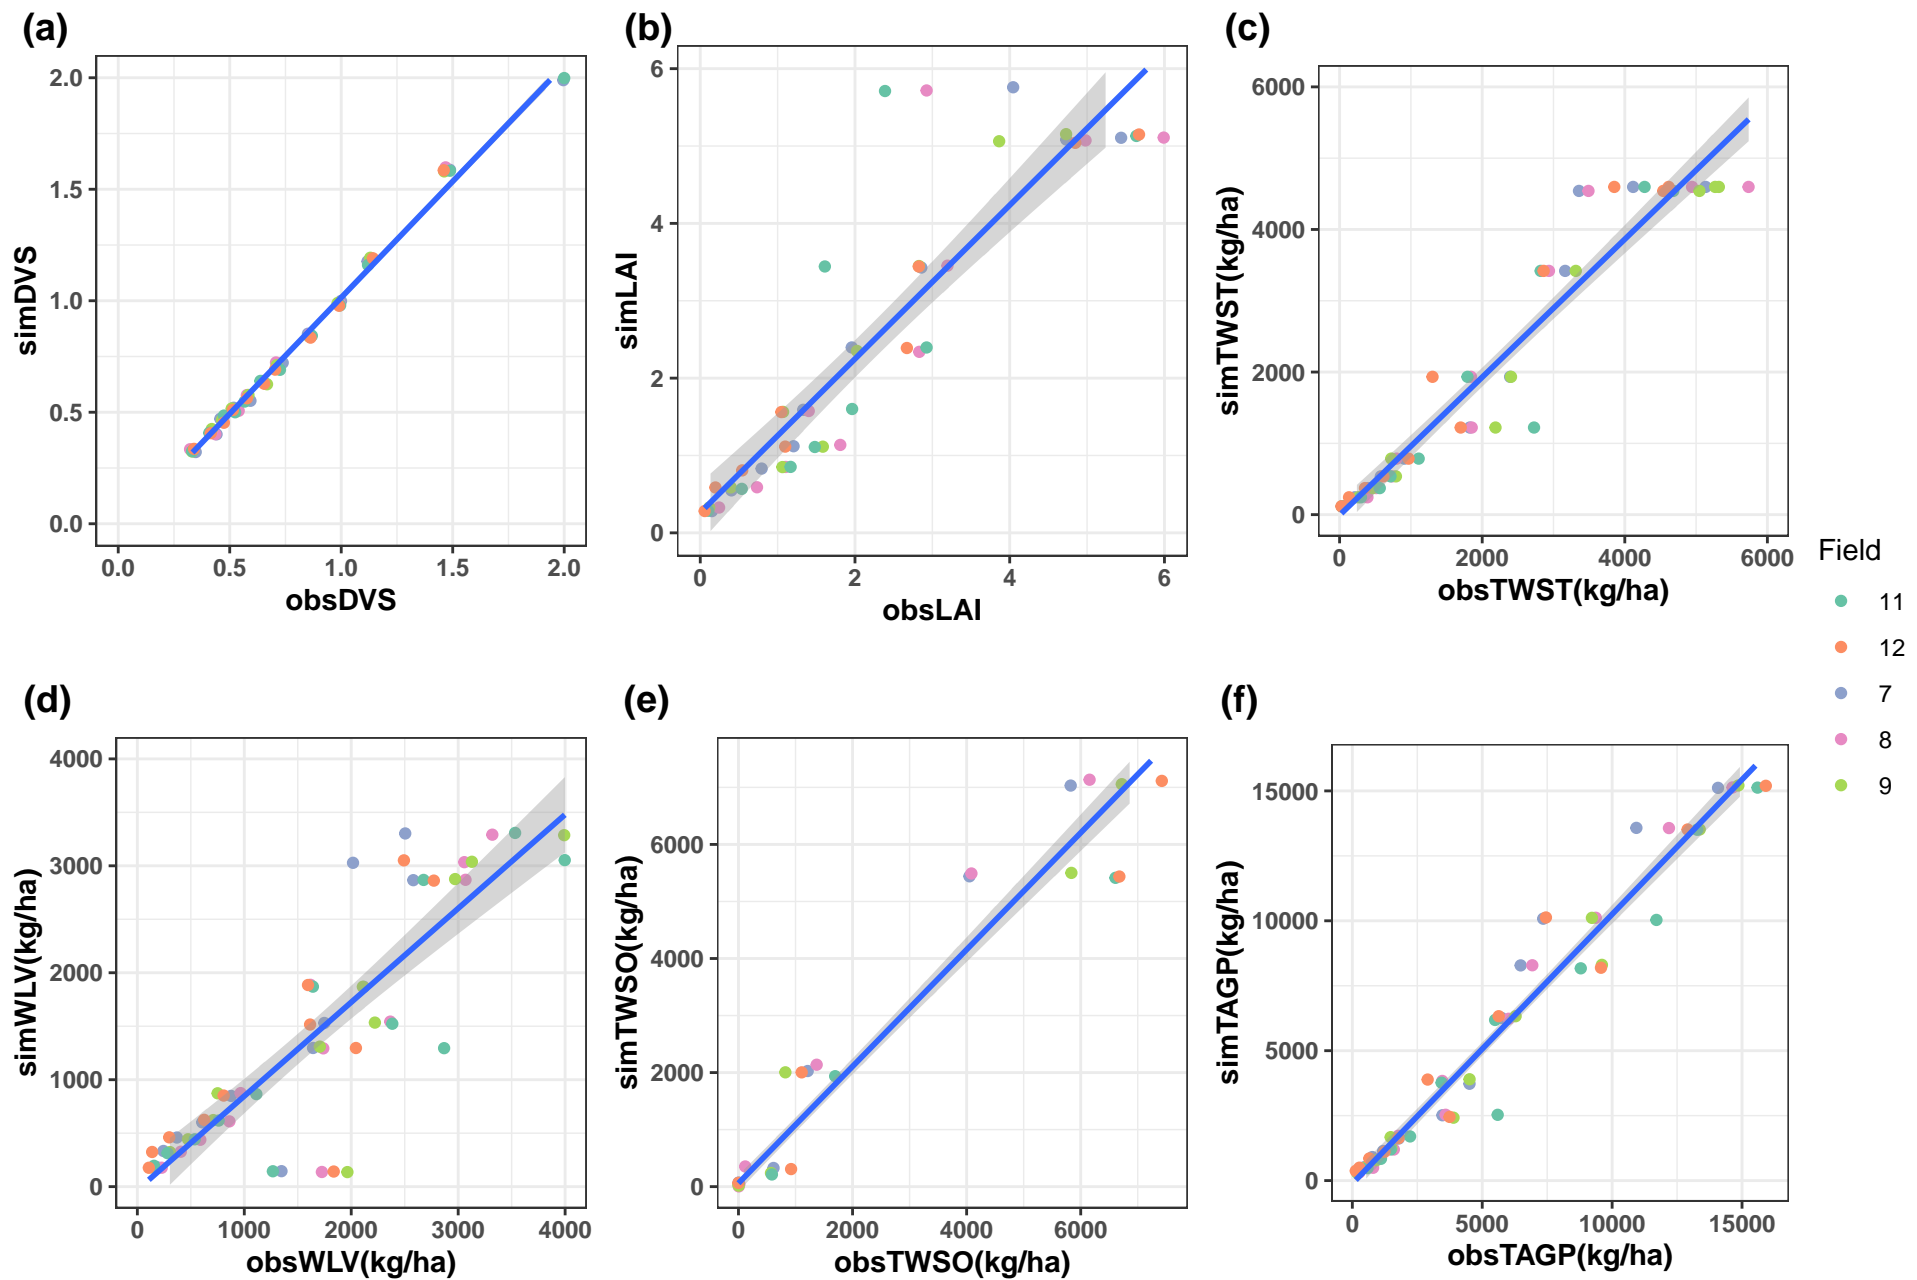 (a)
simDVS
2.0
1.5
1.0
0.5
0.0
0.0 0.5 1.0 1.5 2.0
obsDVS
(b)
simLAI
6
4
2
0
0 2 4 6
obsLAI
(c)
simTWST(kg/ha)
6000
4000
2000
0
0 2000 4000 6000
obsTWST(kg/ha)
Field
11
12
7
8
9
(d)
simWLV(kg/ha)
4000
3000
2000
1000
0
0 1000 2000 3000 4000
obsWLV(kg/ha)
(e)
simTWSO(kg/ha)
6000
4000
2000
0
0 2000 4000 6000
obsTWSO(kg/ha)
(f)
simTAGP(kg/ha)
15000
10000
5000
0
0 5000 10000 15000
obsTAGP(kg/ha)